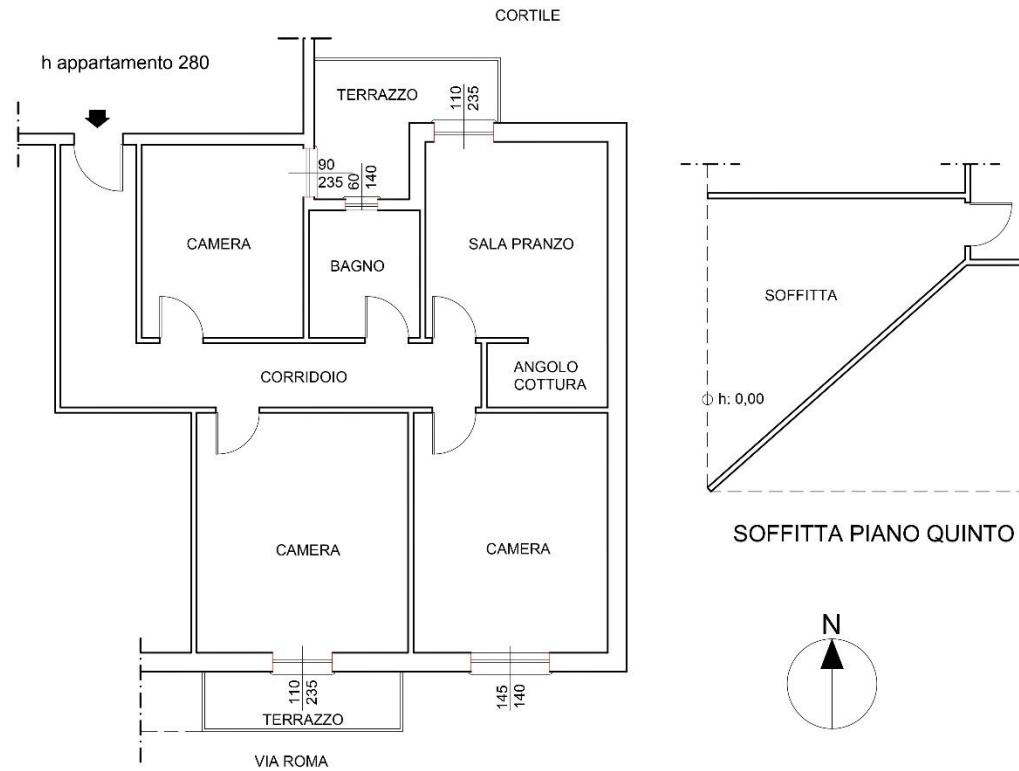 CORTILE
h appartamento 280
TERRAZZO
110
235
90
235
60
140
CAMERA
BAGNO
SALA PRANZO
SOFFITTA
CORRIDOIO
ANGOLO
COTTURA
h: 0,00
SOFFITTA PIANO QUINTO
CAMERA
CAMERA
N
110
235
145
140
TERRAZZO
VIA ROMA